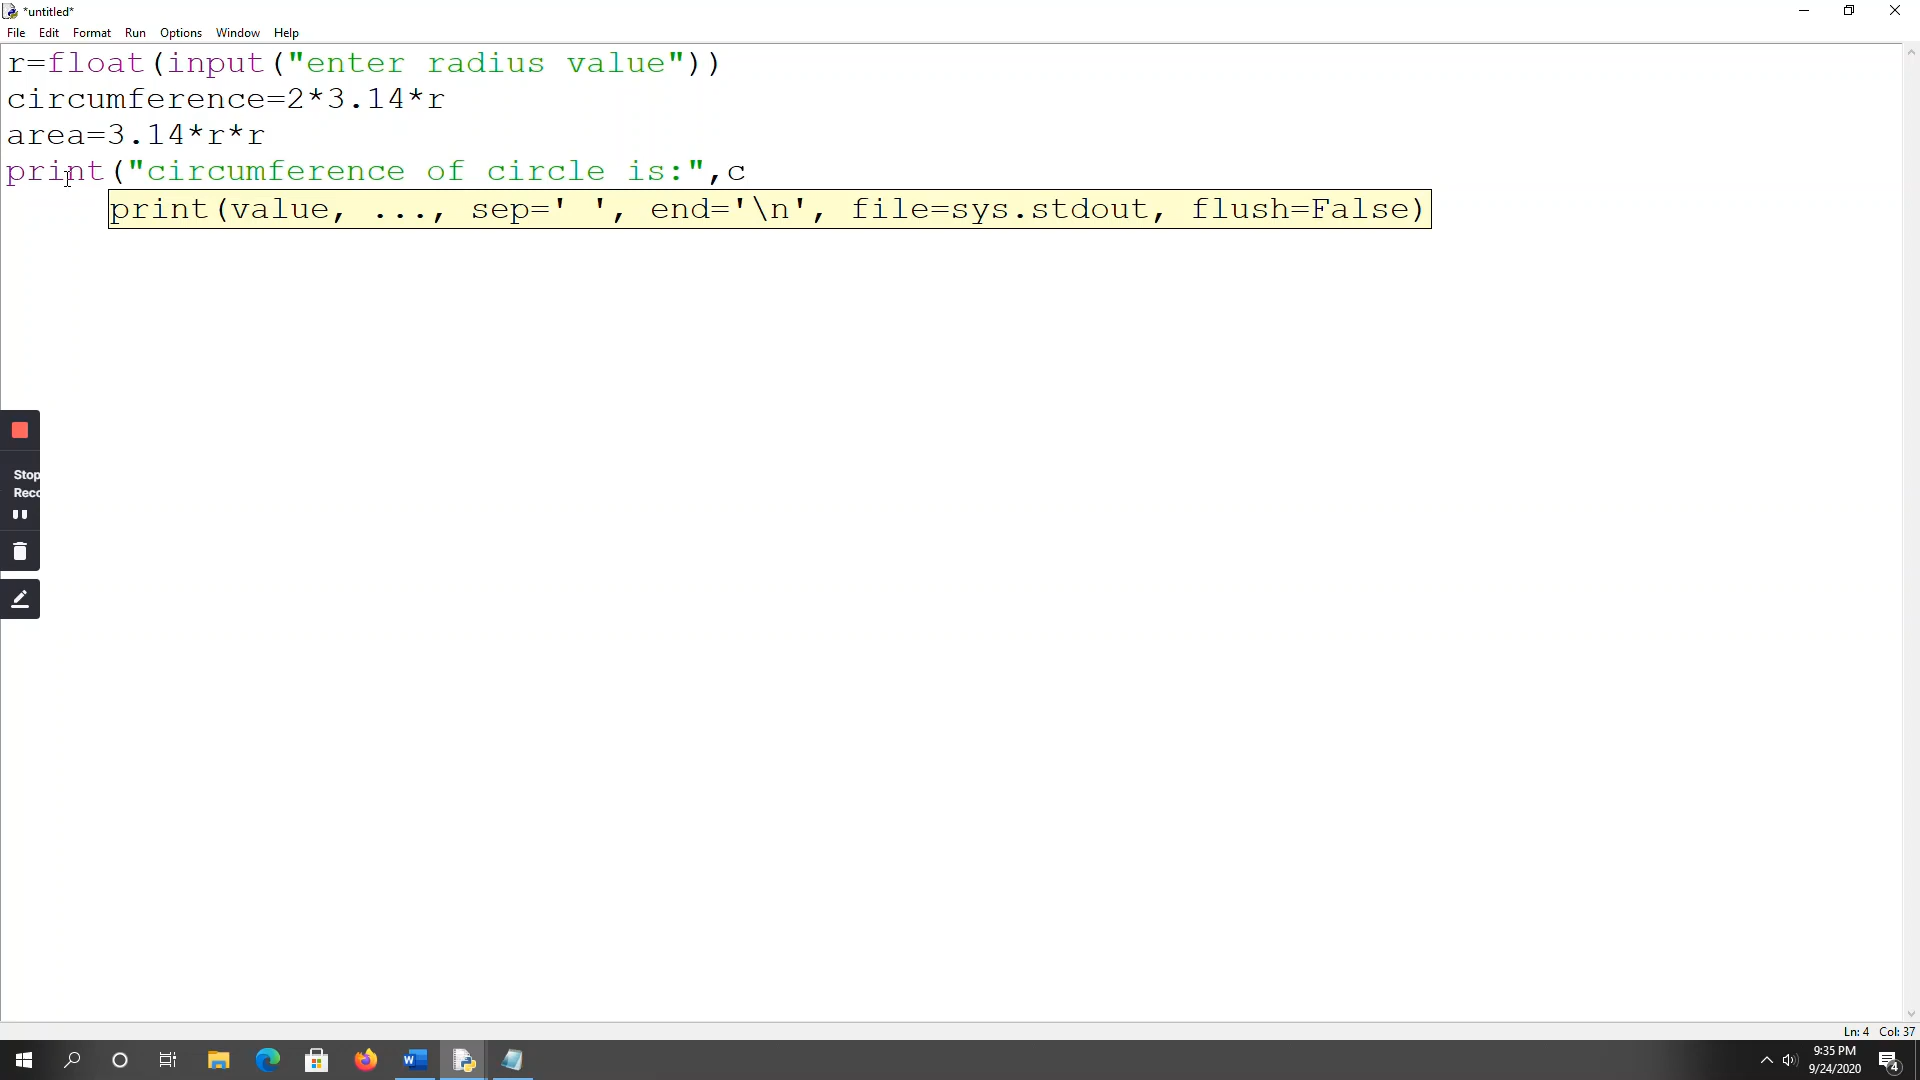 *untitled*
File Edit Format Run Options Window Help
r=float(input("enter radius value"))
circumference=2*3.14*r
area=3.14*r*r
print("circumference of circle is:",c
print(value, ..., sep=' ', end='\n', file=sys.stdout, flush=False)
Stop
Reco
Ln: 4 Col: 37
9:35 PM
9/24/2020
4